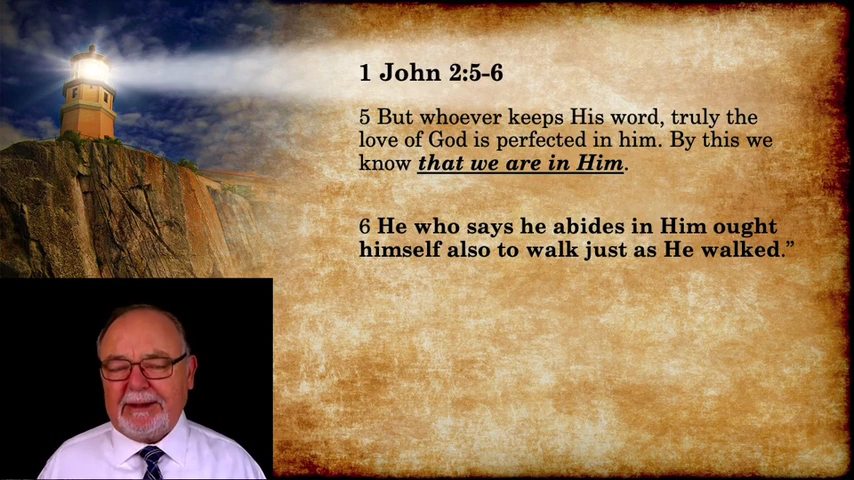 1 John 2:5-6
5 But whoever keeps His word, truly the
love of God is perfected in him. By this we
know that we are in Him.
6 He who says he abides in Him ought
himself also to walk just as He walked.”